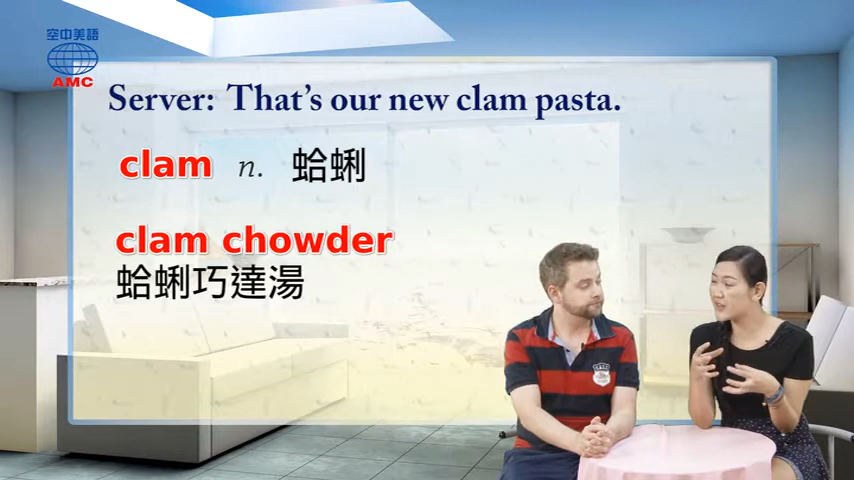 空中美語
AMC
Server: That's our new clam pasta.
clam n. 蛤蜊
clam chowder
蛤蜊巧達湯